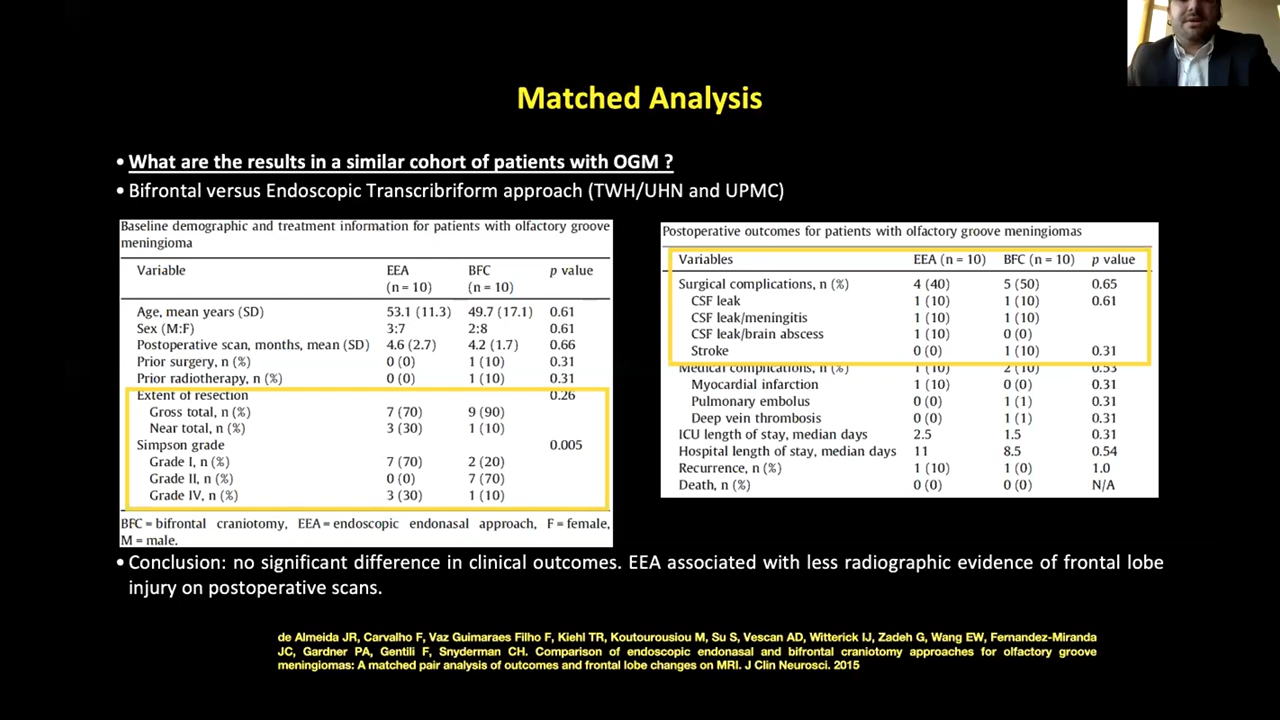 Matched Analysis
• What are the results in a similar cohort of patients with OGM ?
• Bifrontal versus Endoscopic Transcribriform approach (TWH/UHN and UPMC)
Baseline demographic and treatment information for patients with olfactory groove
meningioma
Variable EEA BFC p value
(n = 10) (n = 10)
Age, mean years (SD) 53.1 (11.3) 49.7 (17.1) 0.61
Sex (M:F) 3:7 2:8 0.61
Postoperative scan, months, mean (SD) 4.6 (2.7) 4.2 (1.7) 0.66
Prior surgery, n (%) 0 (0) 1 (10) 0.31
Prior radiotherapy, n (%) 0 (0) 1 (10) 0.31
Extent of resection 0.26
Gross total, n (%) 7 (70) 9 (90)
Near total, n (%) 3 (30) 1 (10)
Simpson grade 0.005
Grade I, n (%) 7 (70) 2 (20)
Grade II, n (%) 0 (0) 7 (70)
Grade IV, n (%) 3 (30) 1 (10)
BFC = bifrontal craniotomy, EEA = endoscopic endonasal approach, F = female,
M = male.
Postoperative outcomes for patients with olfactory groove meningiomas
Variables EEA (n = 10) BFC (n = 10) p value
Surgical complications, n (%) 4 (40) 5 (50) 0.65
CSF leak 1 (10) 1 (10) 0.61
CSF leak/meningitis 1 (10) 1 (10)
CSF leak/brain abscess 1 (10) 0 (0)
Stroke 0 (0) 1 (10) 0.31
Medical complications, n (%) 1 (10) 2 (10) 0.53
Myocardial infarction 1 (10) 0 (0) 0.31
Pulmonary embolus 0 (0) 1 (1) 0.31
Deep vein thrombosis 0 (0) 1 (1) 0.31
ICU length of stay, median days 2.5 1.5 0.31
Hospital length of stay, median days 11 8.5 0.54
Recurrence, n (%) 1 (10) 1 (0) 1.0
Death, n (%) 0 (0) 0 (0) N/A
• Conclusion: no significant difference in clinical outcomes. EEA associated with less radiographic evidence of frontal lobe
injury on postoperative scans.
de Almeida JR, Carvalho F, Vaz Guimaraes Filho F, Kiehl TR, Koutourousiou M, Su S, Vescan AD, Witterick IJ, Zadeh G, Wang EW, Fernandez-Miranda
JC, Gardner PA, Gentili F, Snyderman CH. Comparison of endoscopic endonasal and bifrontal craniotomy approaches for olfactory groove
meningiomas: A matched pair analysis of outcomes and frontal lobe changes on MRI. J Clin Neurosci. 2015